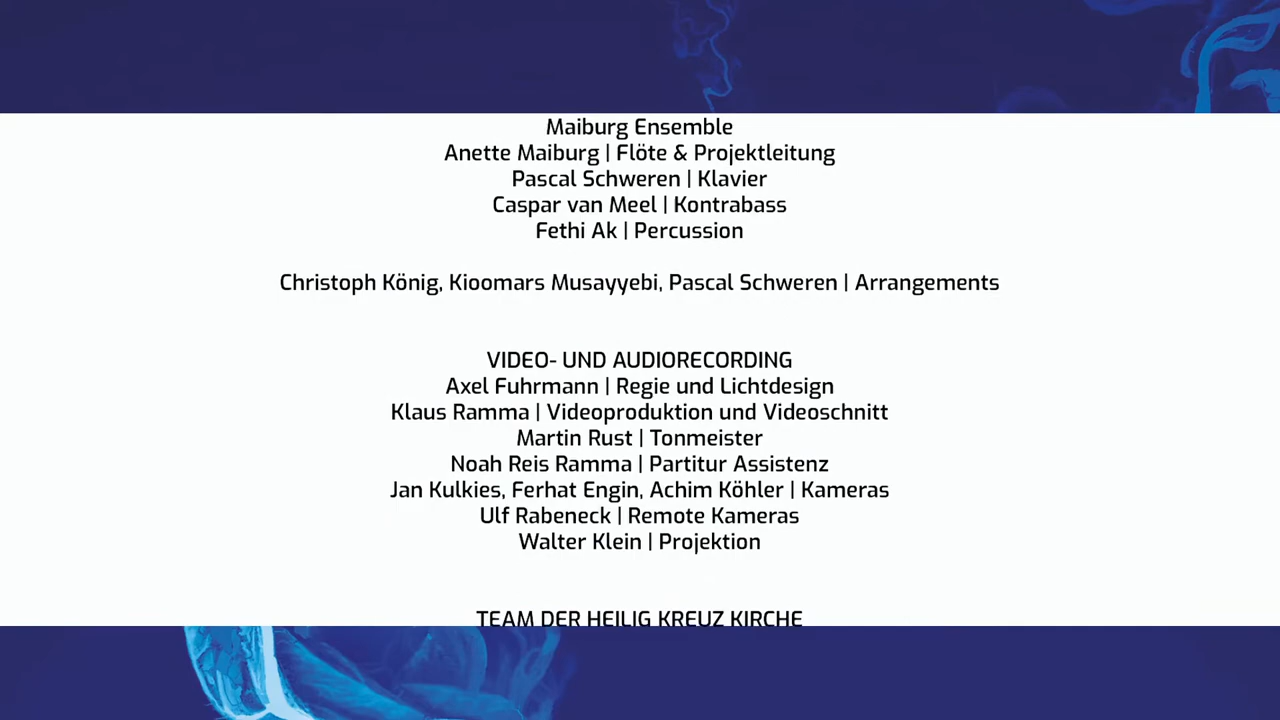 Maiburg Ensemble
Anette Maiburg | Flöte & Projektleitung
Pascal Schweren | Klavier
Caspar van Meel | Kontrabass
Fethi Ak | Percussion
Christoph König, Kioomars Musayyebi, Pascal Schweren | Arrangements
VIDEO- UND AUDIORECORDING
Axel Fuhrmann | Regie und Lichtdesign
Klaus Ramma | Videoproduktion und Videoschnitt
Martin Rust | Tonmeister
Noah Reis Ramma | Partitur Assistenz
Jan Kulkies, Ferhat Engin, Achim Köhler | Kameras
Ulf Rabeneck | Remote Kameras
Walter Klein | Projektion
TEAM DER HEILIG KREUZ KIRCHE